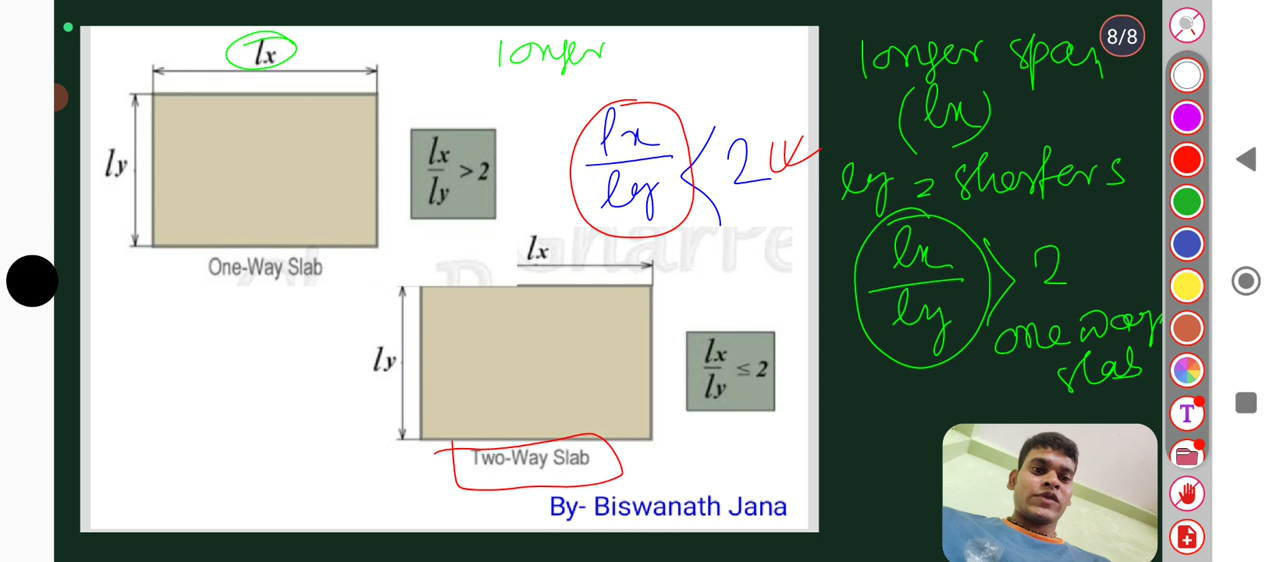 8/8
lx
longer
longer span
(lx)
ly
lx
ly
> 2
lx
ly
< 2
ly = shorters
lx
ly
> 2
one way
slab
One-Way Slab
lx
ly
lx
ly
≤ 2
Two-Way Slab
By- Biswanath Jana
T